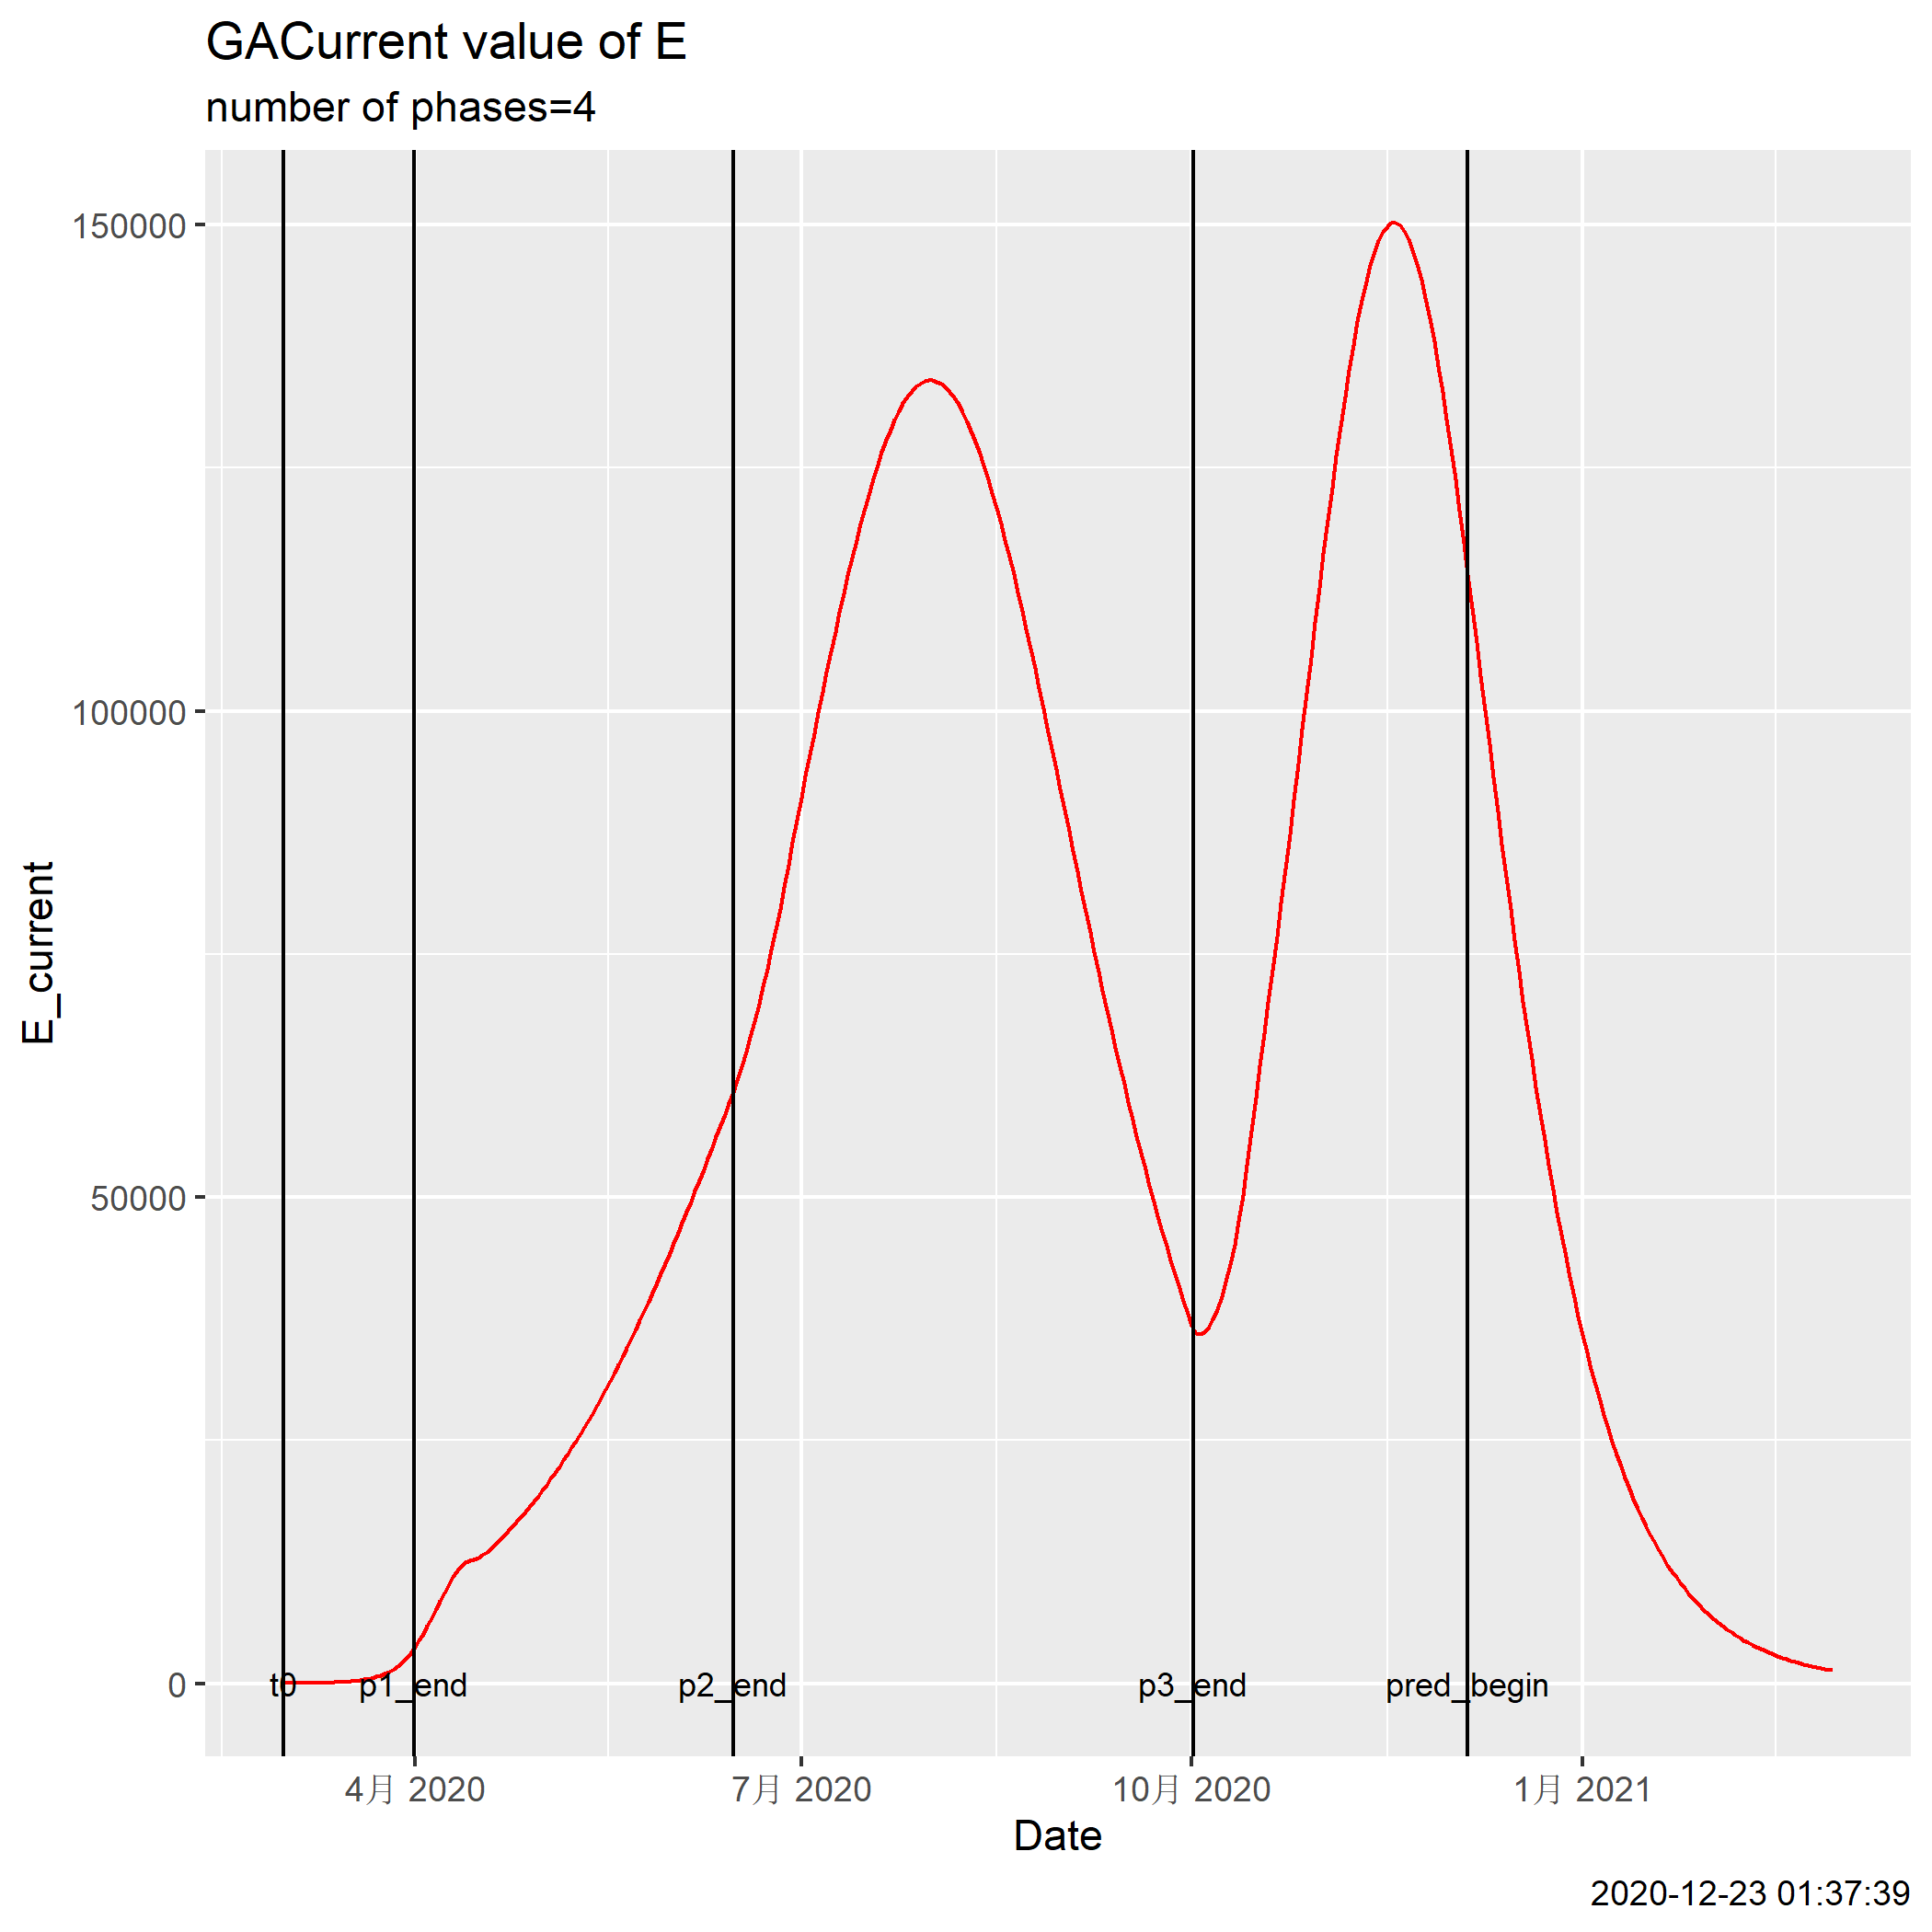 GACurrent value of E
number of phases=4
150000
100000
50000
0
E_current
t0 p1_end p2_end p3_end pred_begin
4月 2020 7月 2020 10月 2020 1月 2021
Date
2020-12-23 01:37:39